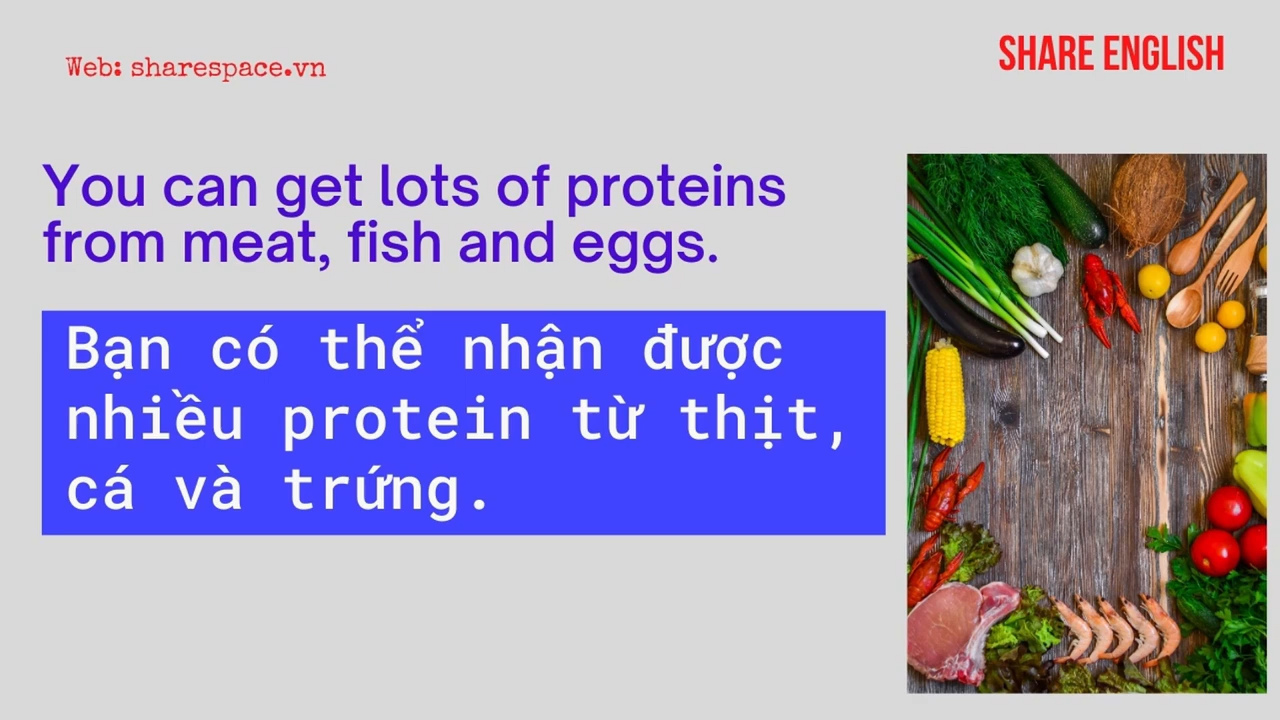 Web: sharespace.vn
SHARE ENGLISH
You can get lots of proteins
from meat, fish and eggs.
Bạn có thể nhận được
nhiều protein từ thịt,
cá và trứng.